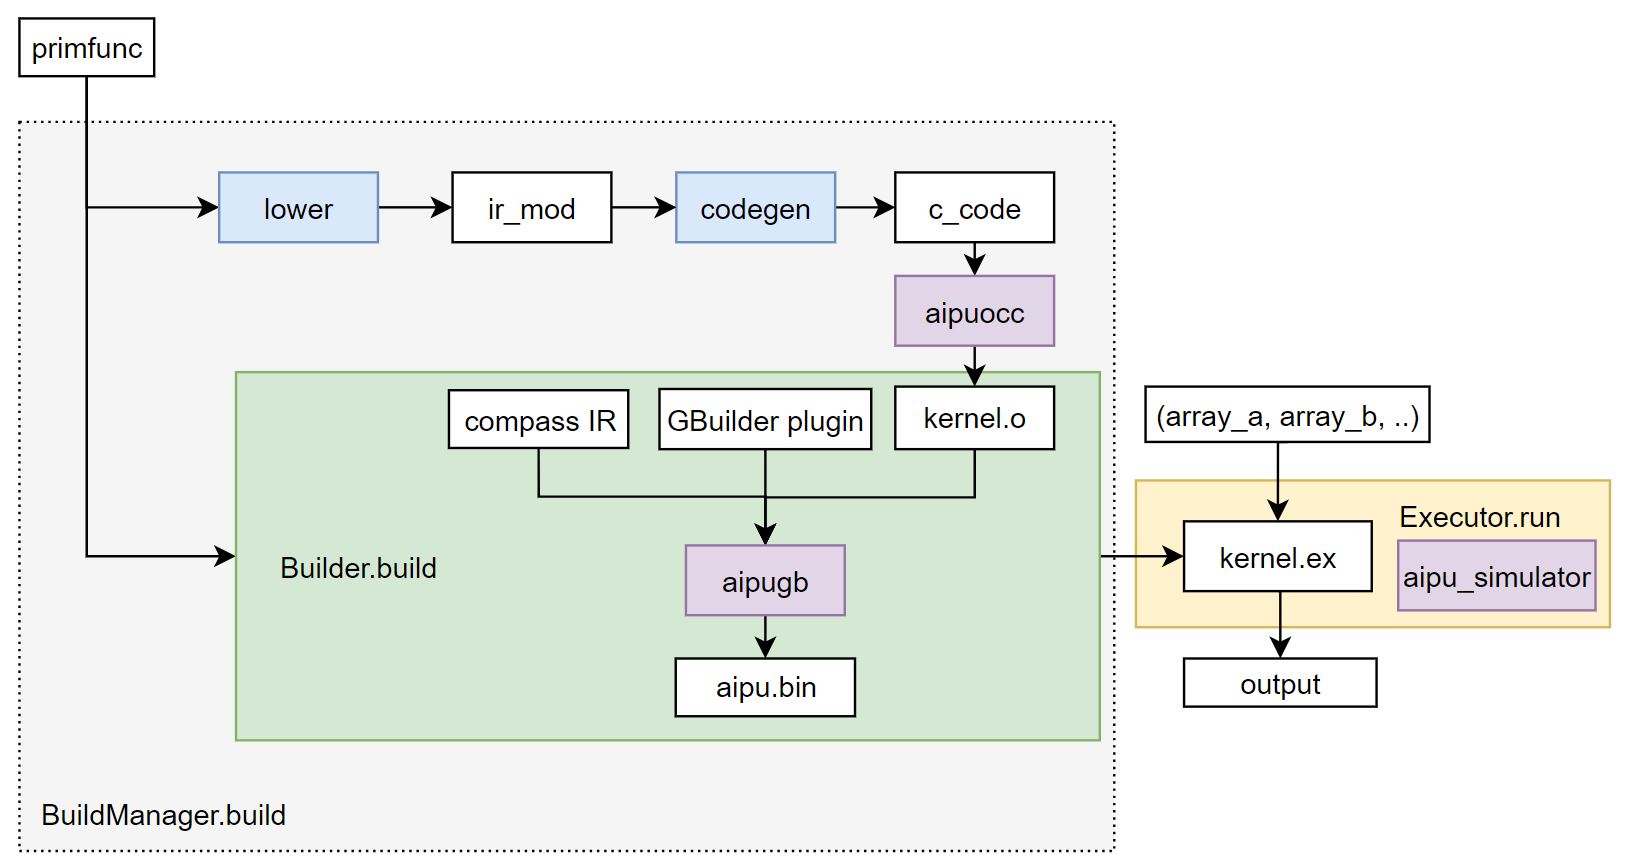 primfunc
lower
ir_mod
codegen
c_code
aipuocc
compass IR
GBuilder plugin
kernel.o
(array_a, array_b, ..)
Executor.run
kernel.ex
aipu_simulator
Builder.build
aipugb
aipu.bin
output
BuildManager.build